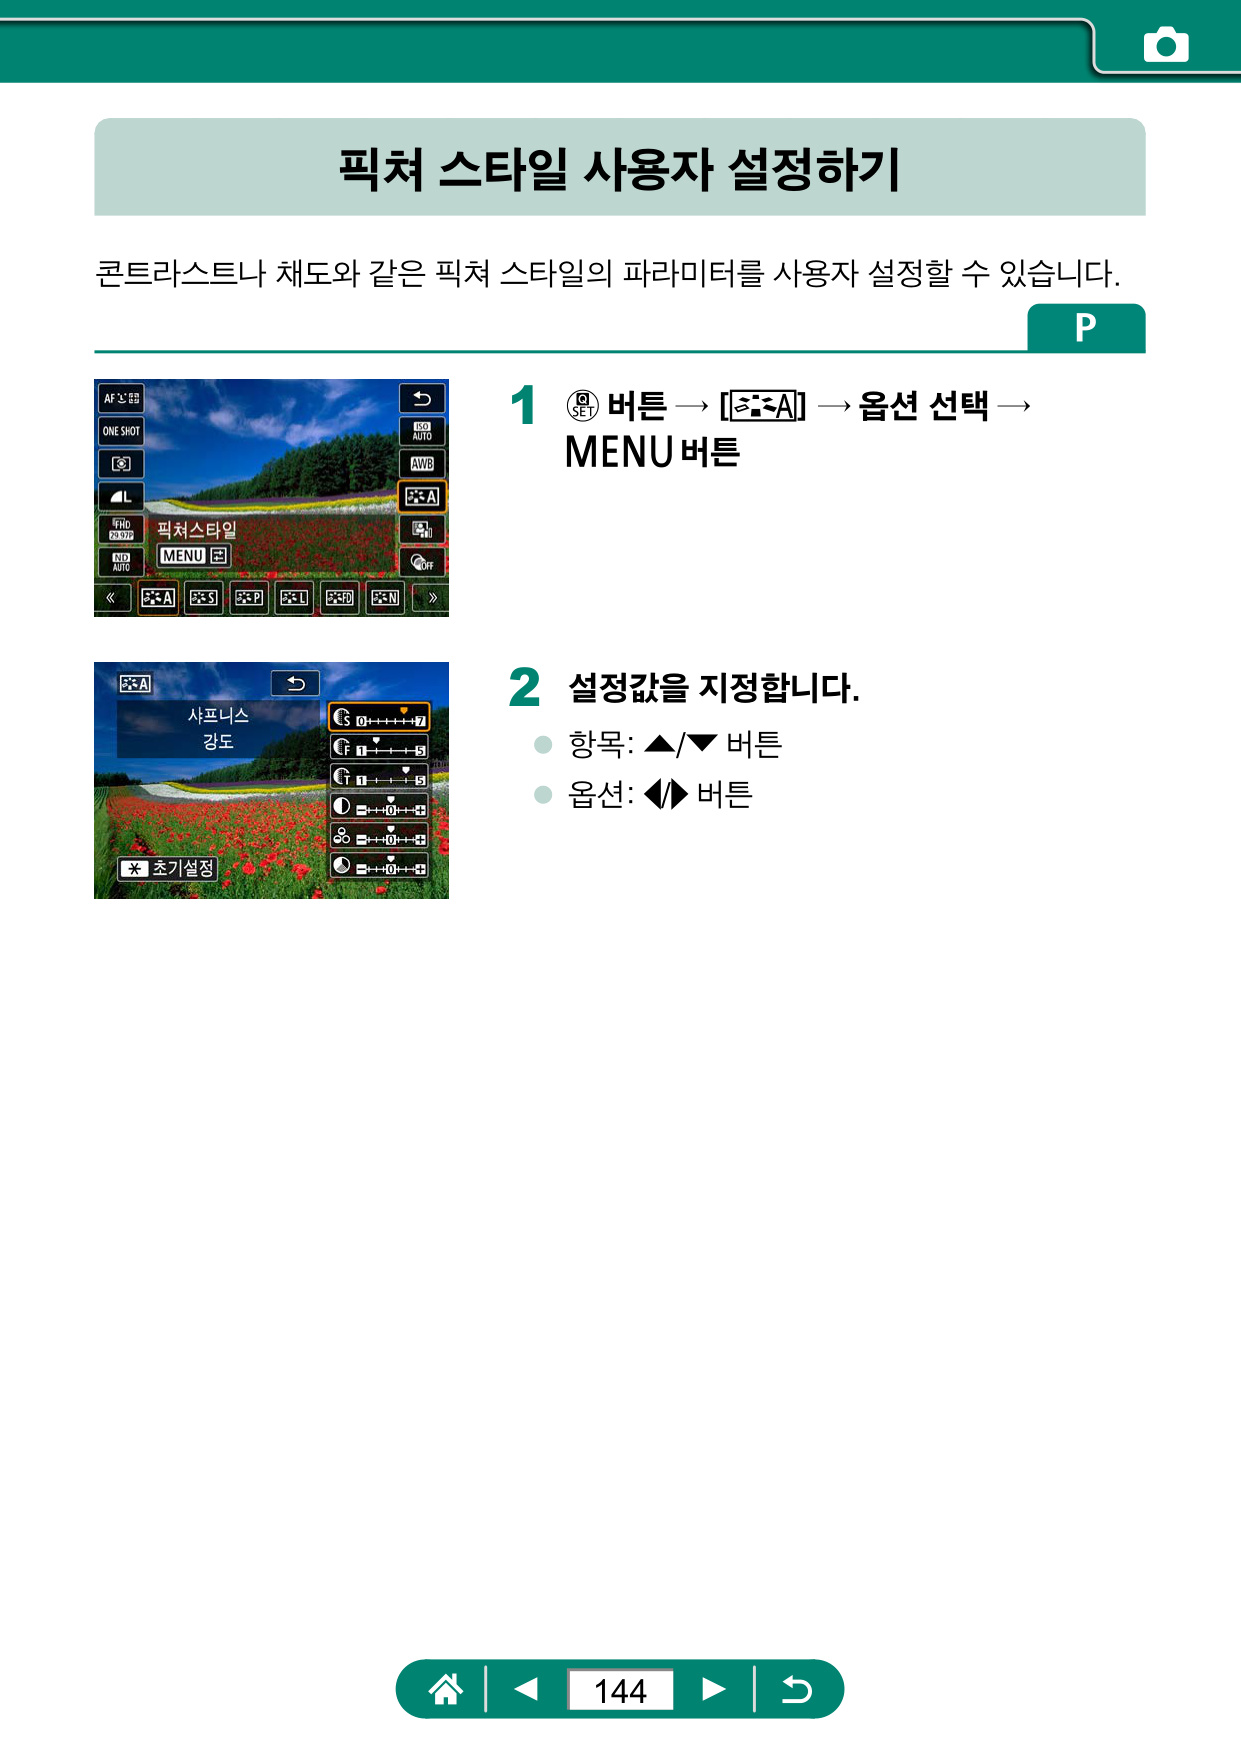 픽쳐 스타일 사용자 설정하기
콘트라스트나 채도와 같은 픽쳐 스타일의 파라미터를 사용자 설정할 수 있습니다.
P
AF
ONE SHOT
L
FHD
29.97P
ND
AUTO
ISO
AUTO
AWB
A
OFF
픽쳐스타일
MENU
« A S P L FD N »
1 Q SET 버튼 → [A] → 옵션 선택 →
MENU 버튼
A
샤프니스
강도
S 0 7
F 1 5
T 1 5
0
0
0
* 초기설정
2 설정값을 지정합니다.
● 항목: ▲/▼ 버튼
● 옵션: ◀/▶ 버튼
144